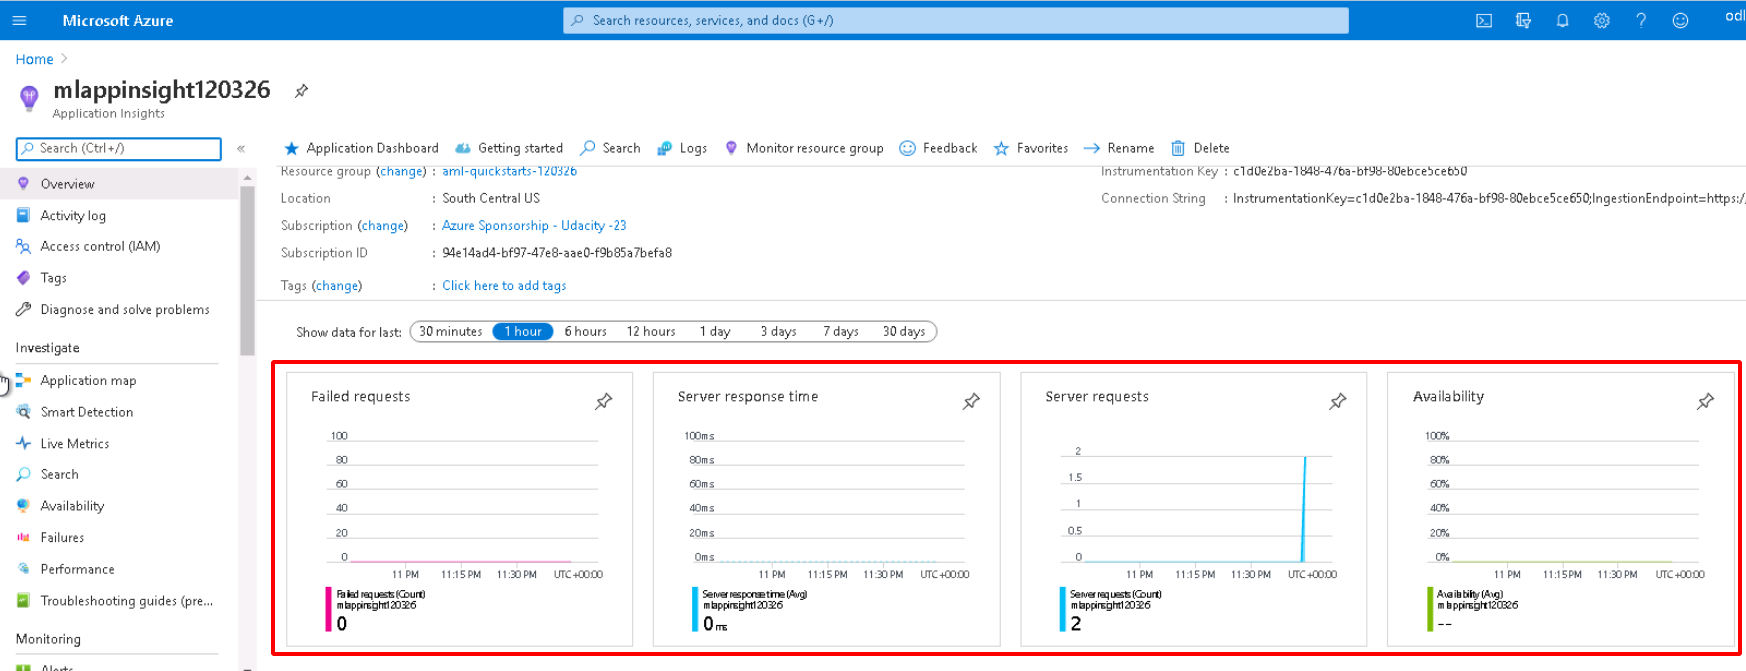 Microsoft Azure
Search resources, services, and docs (G+/)
odl
Home
mlappinsight120326
Application Insights
Search (Ctrl+/)
«
Application Dashboard
Getting started
Search
Logs
Monitor resource group
Feedback
Favorites
Rename
Delete
Resource group (change) : aml-quickstarts-120326
Instrumentation Key : c1d0e2ba-1848-476a-bf98-80ebce5ce650
Location : South Central US
Connection String : InstrumentationKey=c1d0e2ba-1848-476a-bf98-80ebce5ce650;IngestionEndpoint=https:/
Subscription (change) : Azure Sponsorship - Udacity -23
Subscription ID : 94e14ad4-bf97-47e8-aae0-f9b85a7befa8
Tags (change) : Click here to add tags
Overview
Activity log
Access control (IAM)
Tags
Diagnose and solve problems
Investigate
Application map
Smart Detection
Live Metrics
Search
Availability
Failures
Performance
Troubleshooting guides (pre...
Monitoring
Alerts
Show data for last: 30 minutes 1 hour 6 hours 12 hours 1 day 3 days 7 days 30 days
Failed requests
100
80
60
40
20
0
11 PM 11:15 PM 11:30 PM UTC+00:00
Failed requests (Count)
mlappinsight120326
0
Server response time
100ms
80ms
60ms
40ms
20ms
0ms
11 PM 11:15 PM 11:30 PM UTC+00:00
Server response time (Avg)
mlappinsight120326
0 ms
Server requests
2
1.5
1
0.5
0
11 PM 11:15 PM 11:30 PM UTC+00:00
Server requests (Count)
mlappinsight120326
2
Availability
100%
80%
60%
40%
20%
0%
11 PM 11:15 PM 11:30 PM UTC+00:00
Availability (Avg)
mlappinsight120326
--